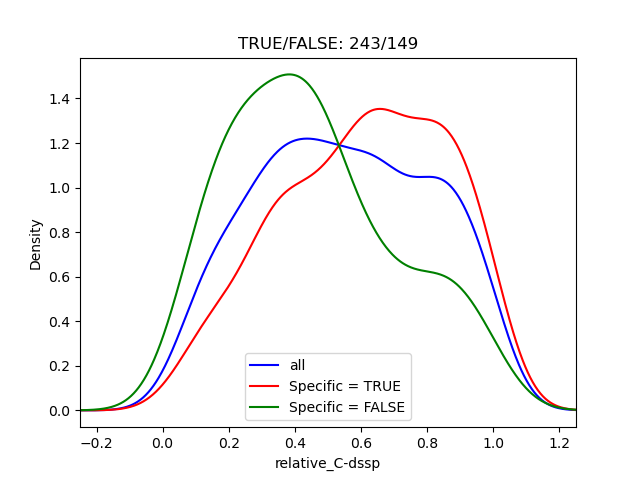 TRUE/FALSE: 243/149
Density
1.4
1.2
1.0
0.8
0.6
0.4
0.2
0.0
all
Specific = TRUE
Specific = FALSE
−0.2 0.0 0.2 0.4 0.6 0.8 1.0 1.2
relative_C-dssp